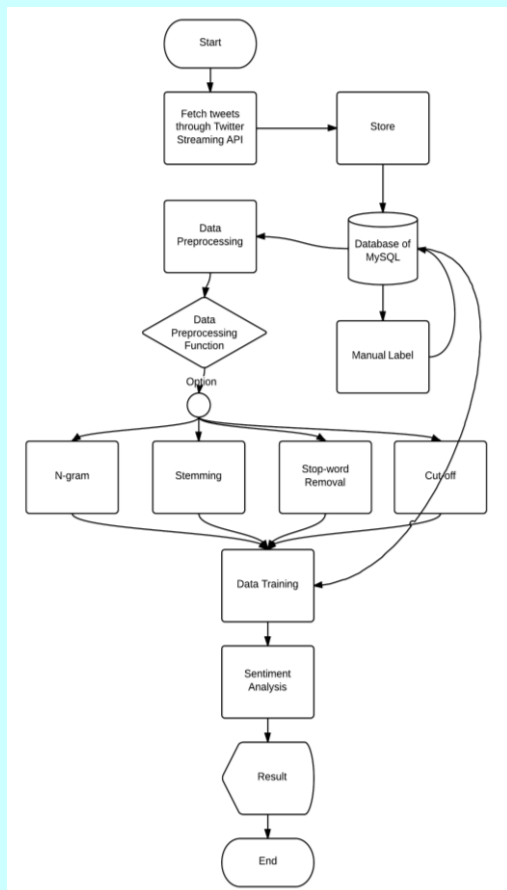 Start
Fetch tweets
through Twitter
Streaming API
Store
Data
Preprocessing
Database of
MySQL
Data
Preprocessing
Function
Manual Label
Option
N-gram
Stemming
Stop-word
Removal
Cut-off
Data Training
Sentiment
Analysis
Result
End